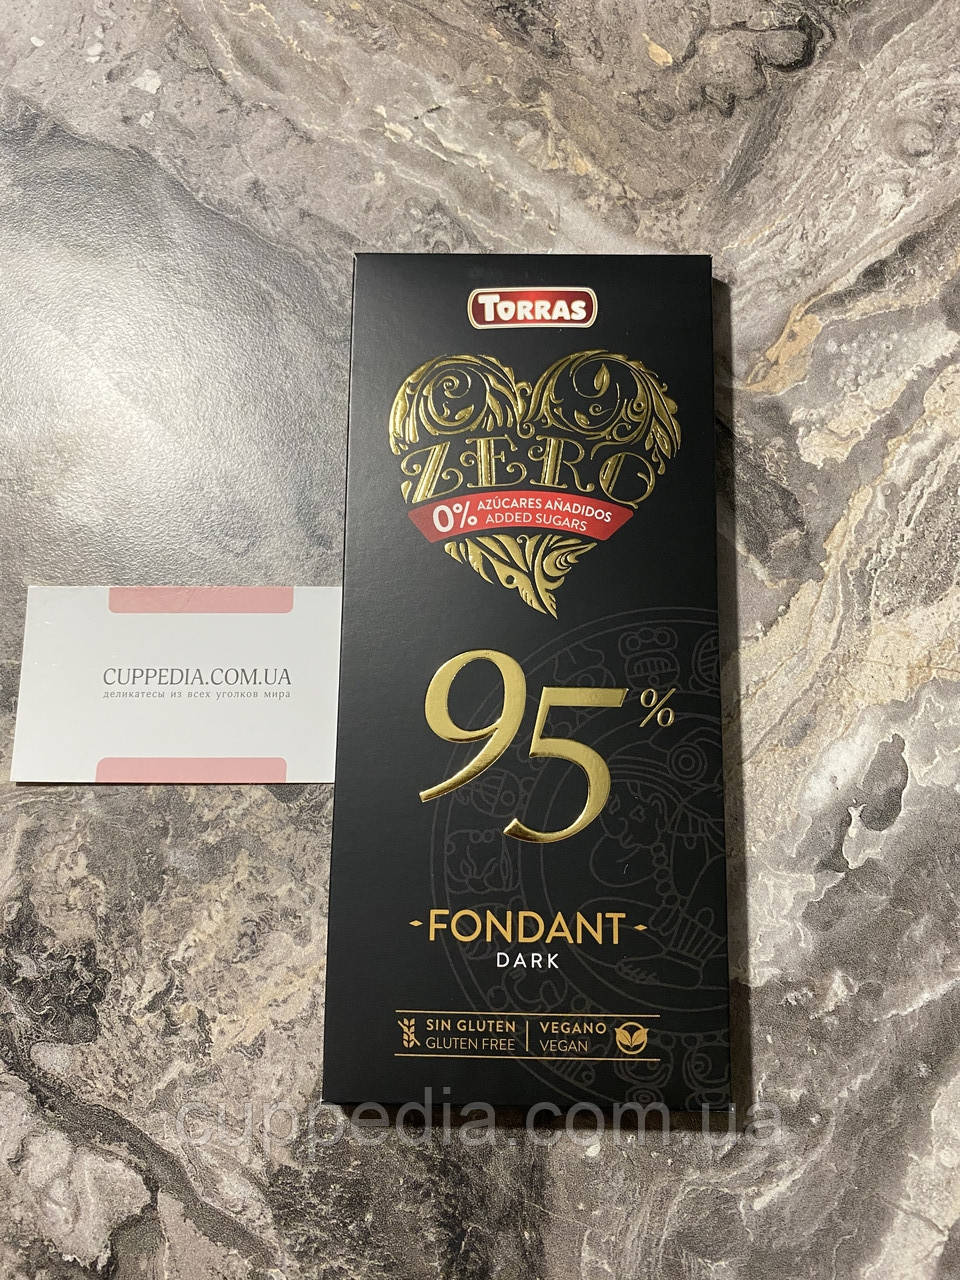 TORRAS
ZERO
0% AZÚCARES AÑADIDOS
ADDED SUGARS
95%
FONDANT
DARK
SIN GLUTEN
GLUTEN FREE
VEGANO
VEGAN
CUPPEDIA.COM.UA
деликатесы из всех уголков мира
cuppedia.com.ua